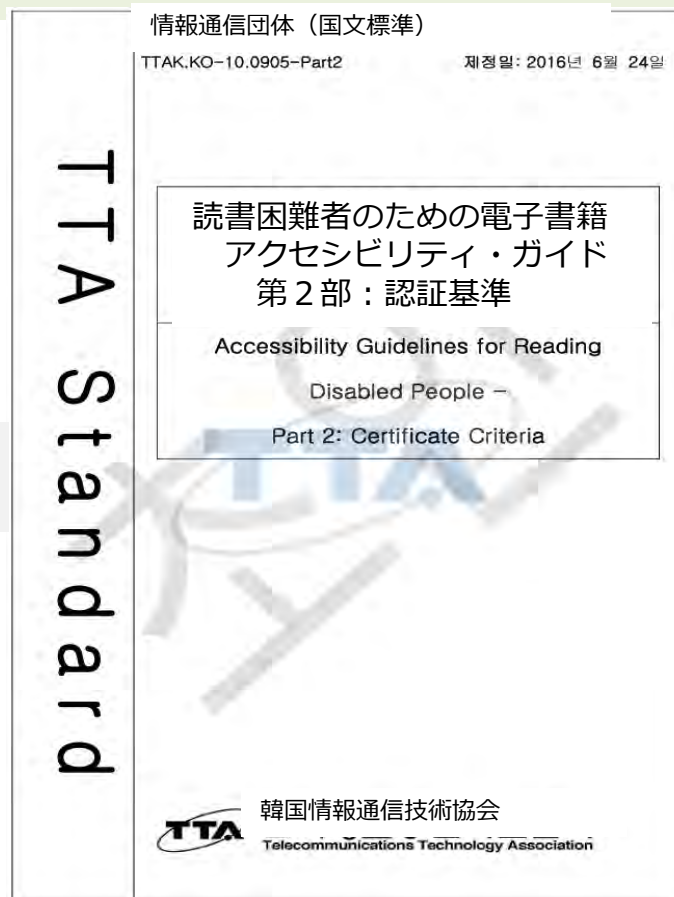 情報通信団体（国文標準）
TTAK.KO-10.0905-Part2 제정일: 2016년 6월 24일
TTA Standard
読書困難者のための電子書籍
アクセシビリティ・ガイド
第２部：認証基準
Accessibility Guidelines for Reading
Disabled People –
Part 2: Certificate Criteria
TTA
韓国情報通信技術協会
TTA
Telecommunications Technology Association